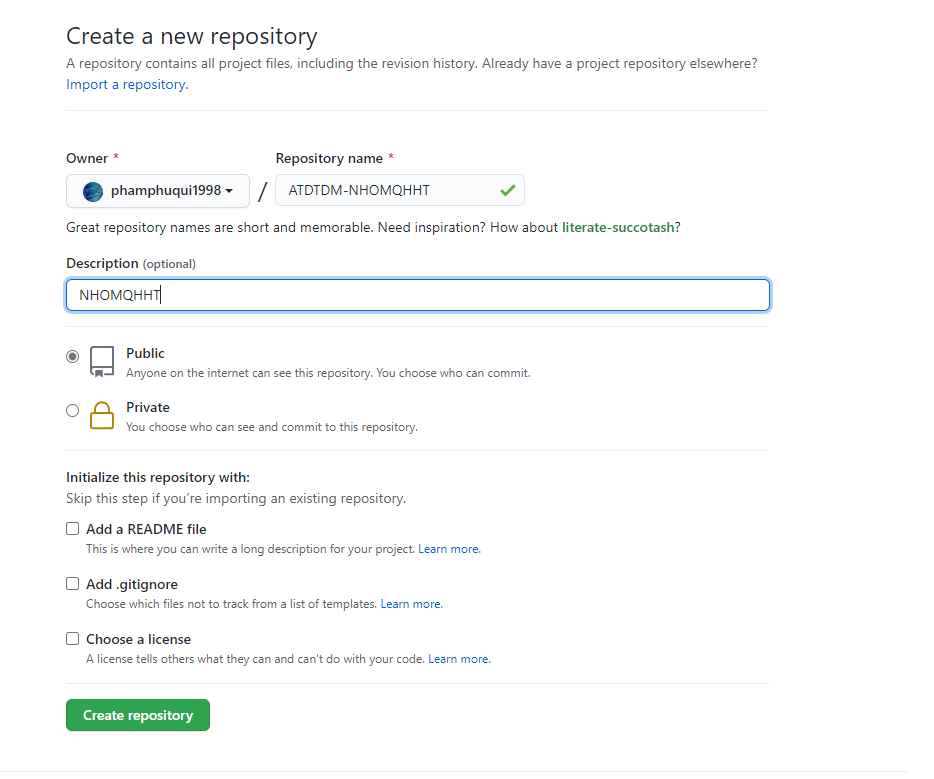 Create a new repository
A repository contains all project files, including the revision history. Already have a project repository elsewhere?
Import a repository.
Owner * Repository name *
phamphuqui1998 / ATDTDM-NHOMQHHT
Great repository names are short and memorable. Need inspiration? How about literate-succotash?
Description (optional)
NHOMQHHT
Public
Anyone on the internet can see this repository. You choose who can commit.
Private
You choose who can see and commit to this repository.
Initialize this repository with:
Skip this step if you're importing an existing repository.
Add a README file
This is where you can write a long description for your project. Learn more.
Add .gitignore
Choose which files not to track from a list of templates. Learn more.
Choose a license
A license tells others what they can and can't do with your code. Learn more.
Create repository